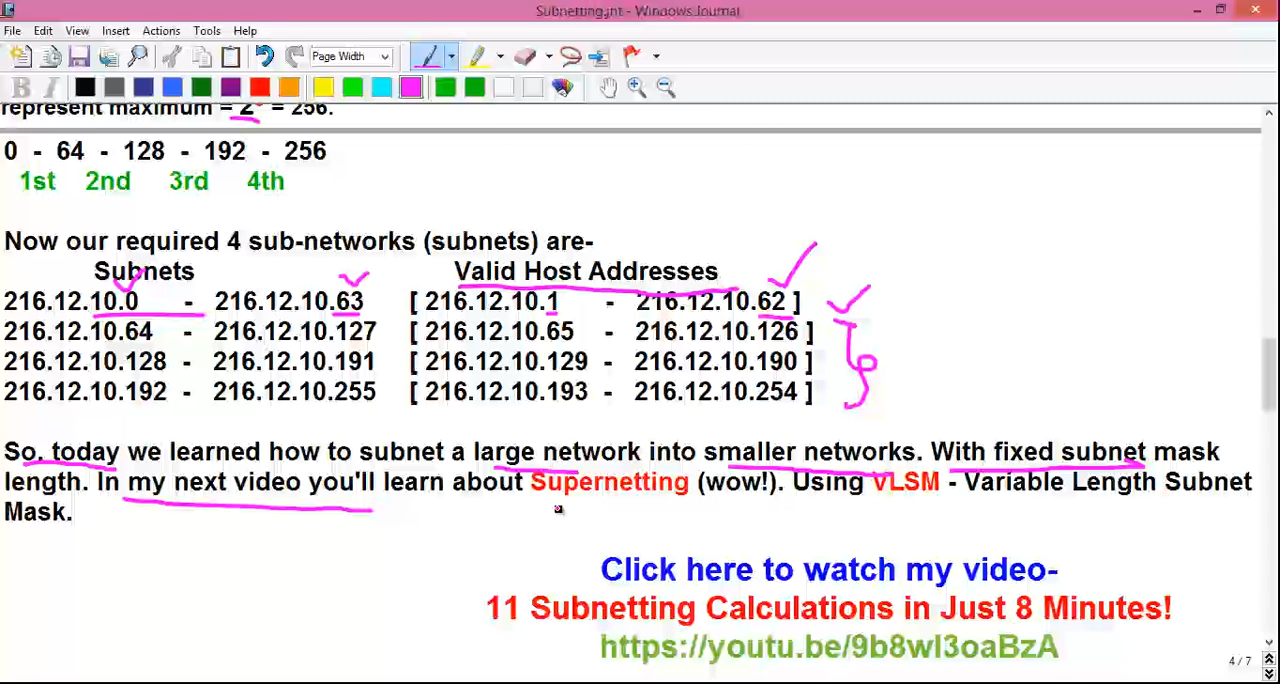 Subnetting.jnt - Windows Journal
File Edit View Insert Actions Tools Help
Page Width
B I
represent maximum = 2 = 256.
0 - 64 - 128 - 192 - 256
1st 2nd 3rd 4th
Now our required 4 sub-networks (subnets) are-
Subnets Valid Host Addresses
216.12.10.0 - 216.12.10.63 [ 216.12.10.1 - 216.12.10.62 ]
216.12.10.64 - 216.12.10.127 [ 216.12.10.65 - 216.12.10.126 ]
216.12.10.128 - 216.12.10.191 [ 216.12.10.129 - 216.12.10.190 ]
216.12.10.192 - 216.12.10.255 [ 216.12.10.193 - 216.12.10.254 ]
So, today we learned how to subnet a large network into smaller networks. With fixed subnet mask
length. In my next video you'll learn about Supernetting (wow!). Using VLSM - Variable Length Subnet
Mask.
Click here to watch my video-
11 Subnetting Calculations in Just 8 Minutes!
https://youtu.be/9b8wI3oaBzA
4/7